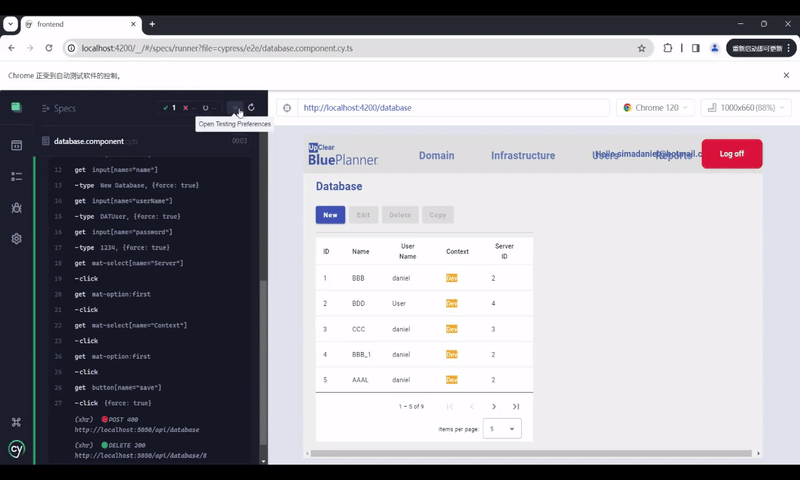 frontend
localhost:4200/__/#/specs/runner?file=cypress/e2e/database.component.cy.ts
重新启动即可更新
Chrome 正受到自动测试软件的控制。
Specs
1
--
--
Open Testing Preferences
database.component.cy.ts
00:03
12 get input[name="name"]
13 -type New Database, {force: true}
14 get input[name="userName"]
15 -type DATUser, {force: true}
16 get input[name="password"]
17 -type 1234, {force: true}
18 get mat-select[name="Server"]
19 -click
20 get mat-option:first
21 -click
22 get mat-select[name="Context"]
23 -click
24 get mat-option:first
25 -click
26 get button[name="save"]
27 -click {force: true}
(xhr) POST 400
http://localhost:5050/api/database
(xhr) DELETE 200
http://localhost:5050/api/database/8
cy
http://localhost:4200/database
Chrome 120
1000x660 (88%)
UpClear
BluePlanner
Domain
Infrastructure
Users
Reports
Hello, simadaniel@hotmail.c
Log off
Database
New
Edit
Delete
Copy
ID Name User Name Context Server ID
1 BBB daniel Dev 2
2 BDD User Dev 4
3 CCC daniel Dev 3
4 BBB_1 daniel Dev 2
5 AAAL daniel Dev 2
1 – 5 of 9
Items per page: 5